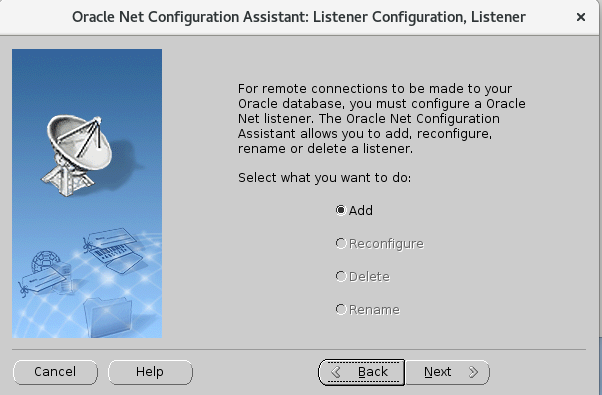 Oracle Net Configuration Assistant: Listener Configuration, Listener
×
For remote connections to be made to your
Oracle database, you must configure a Oracle
Net listener. The Oracle Net Configuration
Assistant allows you to add, reconfigure,
rename or delete a listener.
Select what you want to do:
Add
Reconfigure
Delete
Rename
Cancel Help Back Next